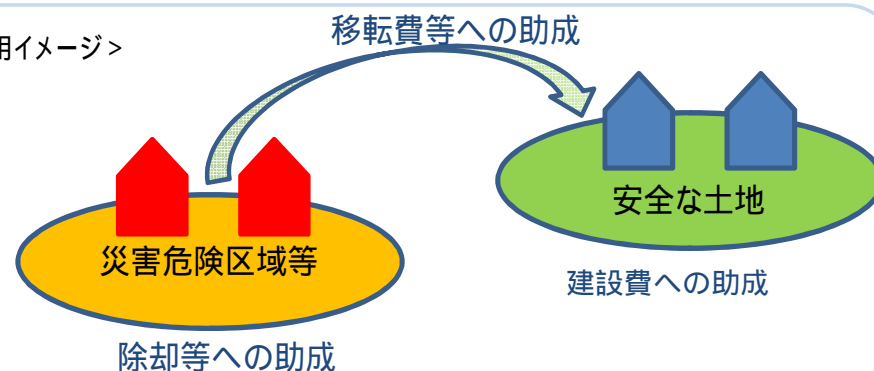 移転費等への助成
用イメージ>
安全な土地
災害危険区域等
建設費への助成
除却等への助成